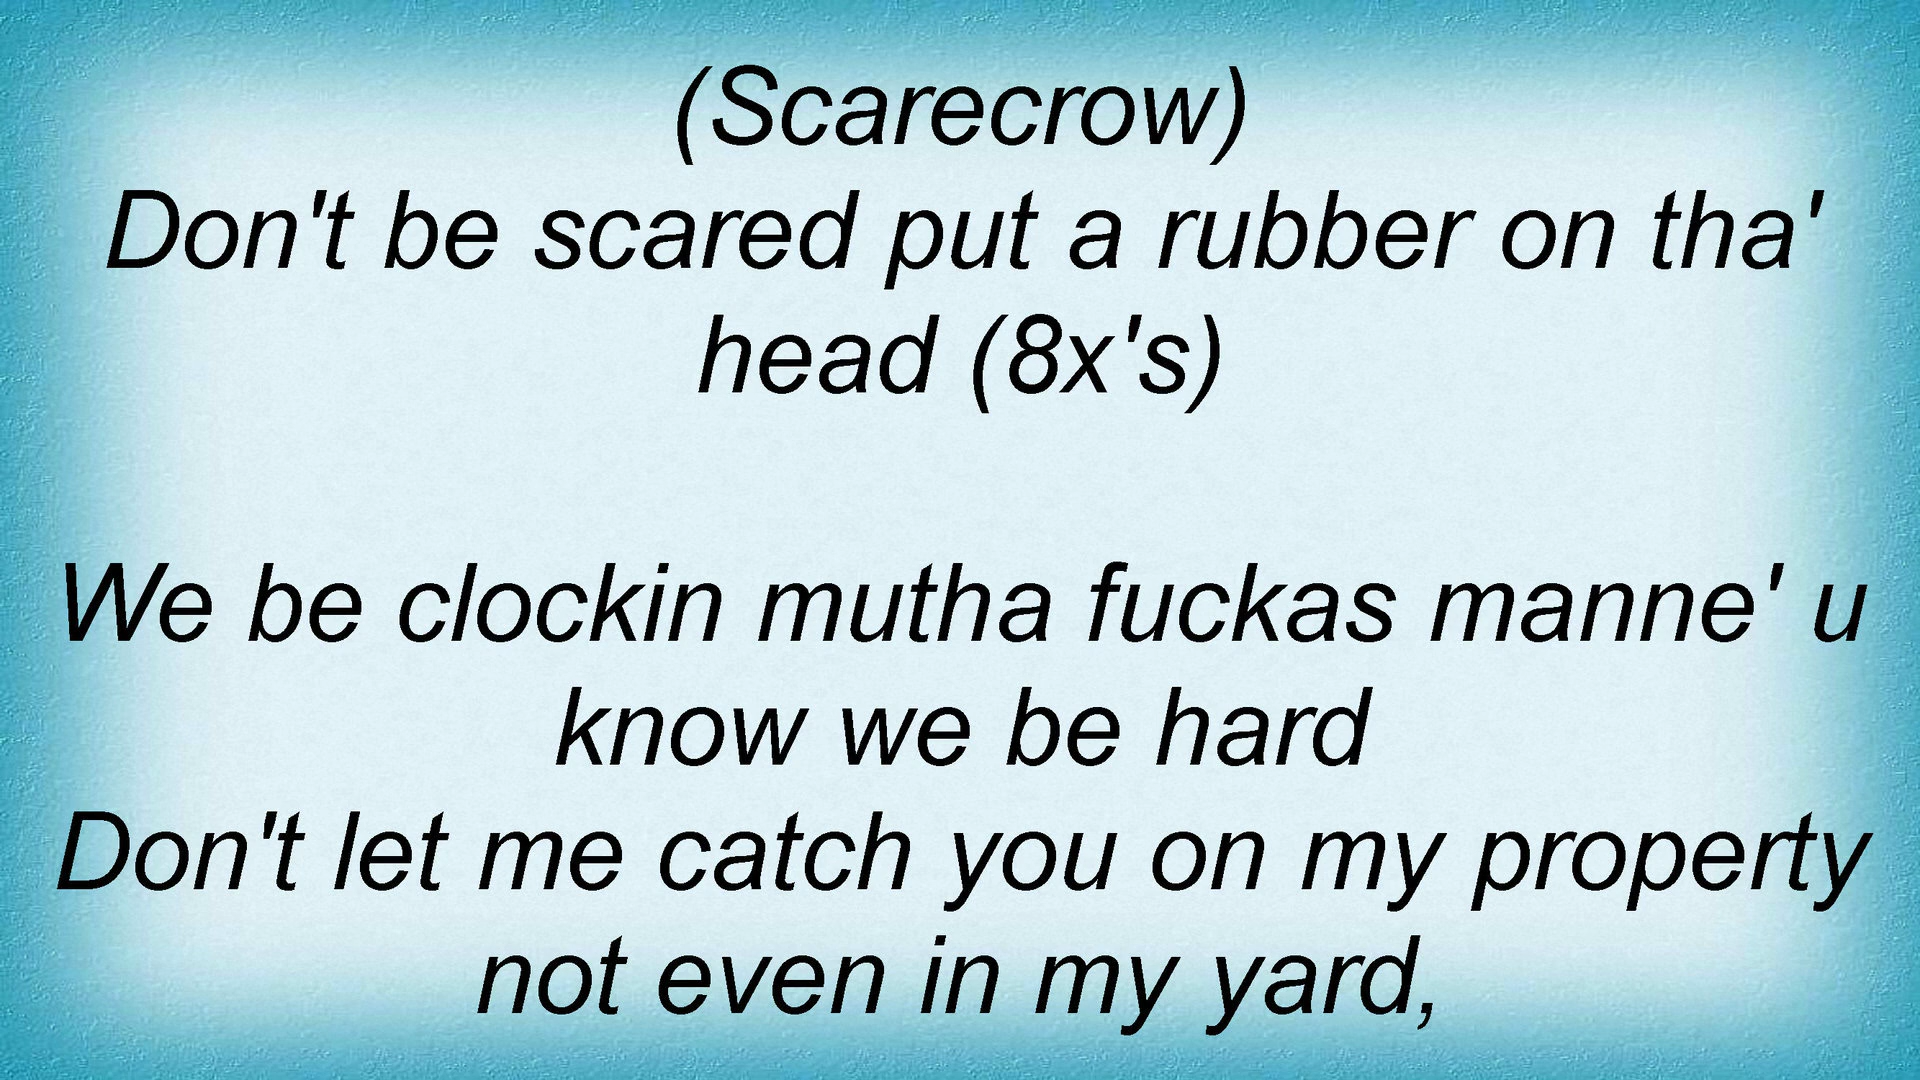 (Scarecrow)
Don't be scared put a rubber on tha'
head (8x's)
We be clockin mutha fuckas manne' u
know we be hard
Don't let me catch you on my property
not even in my yard,